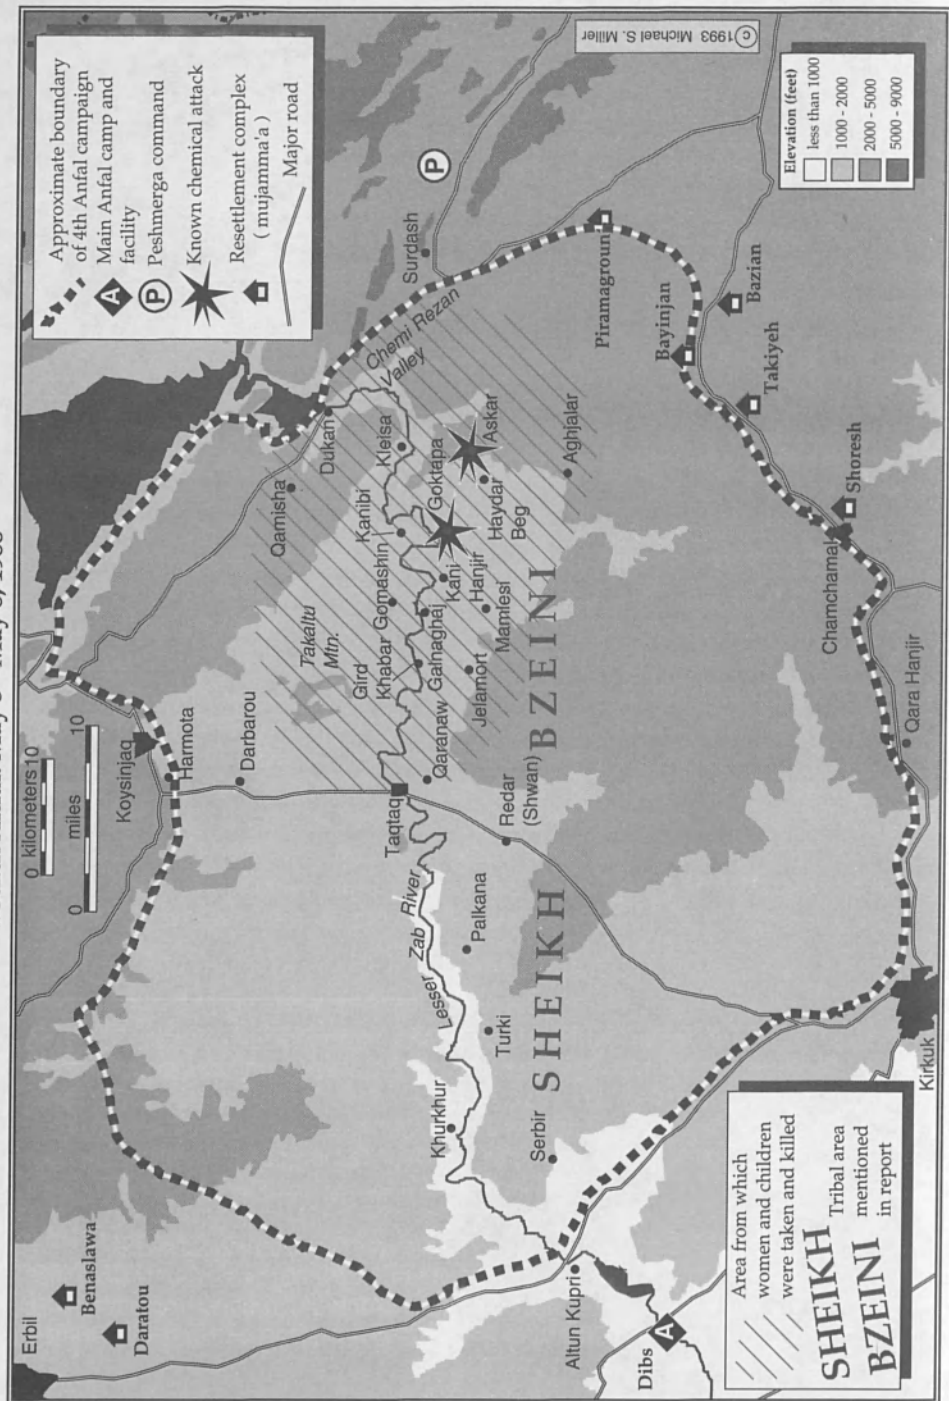 0 kilometers 10
0 miles 10
Approximate boundary
of 4th Anfal campaign
A
Main Anfal camp and
facility
P
Peshmerga command
Known chemical attack
Resettlement complex
(mujamma'a)
Major road
Erbil
Benaslawa
Daratou
Koysinjaq
Harmota
Darbarou
Takaltu
Mtn.
Qamisha
Dukan
Chemi Rezan
Valley
Surdash
P
Khurkhur
Lesser Zab River
Taqtaq
Qaranaw
Gird
Khabar
Gomashin
Kanibi
Kleisa
Galnaghaj
Goktapa
Kani
Hanjir
Haydar
Beg
Askar
Jelamort
Mamlesi
Aghjalar
Turki
Palkana
Redar
(Shwan)
Serbir
SHEIKH BZEINI
Altun Kupri
Dibs
A
Piramagroun
Bayinjan
Bazian
Takiyeh
Shoresh
Chamchamal
Qara Hanjir
Kirkuk
Area from which
women and children
were taken and killed
SHEIKH
BZEINI
Tribal area
mentioned
in report
Elevation (feet)
less than 1000
1000 - 2000
2000 - 5000
5000 - 9000
©1993 Michael S. Miller